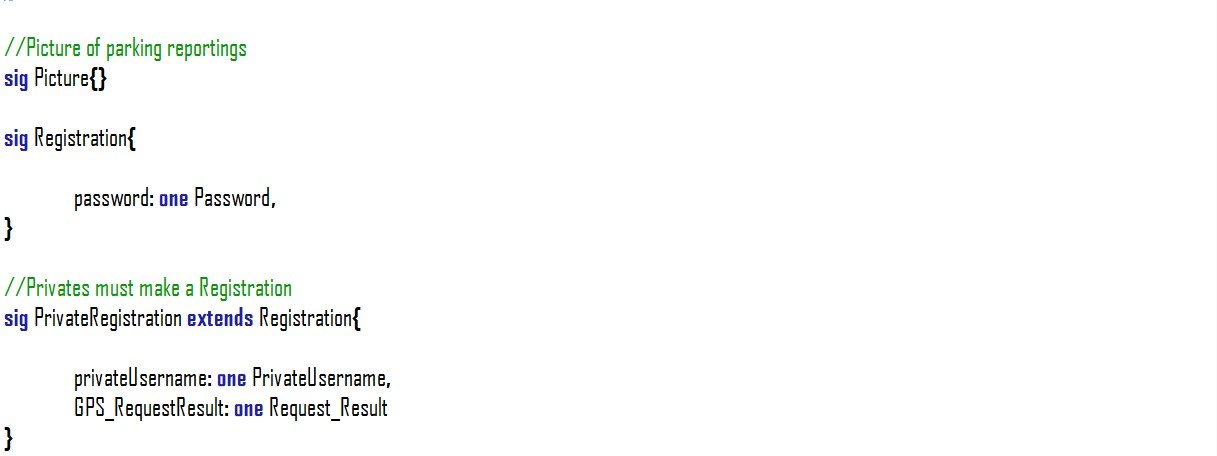 //Picture of parking reportings
sig Picture{}
sig Registration{
password: one Password,
}
//Privates must make a Registration
sig PrivateRegistration extends Registration{
privateUsername: one PrivateUsername,
GPS_RequestResult: one Request_Result
}